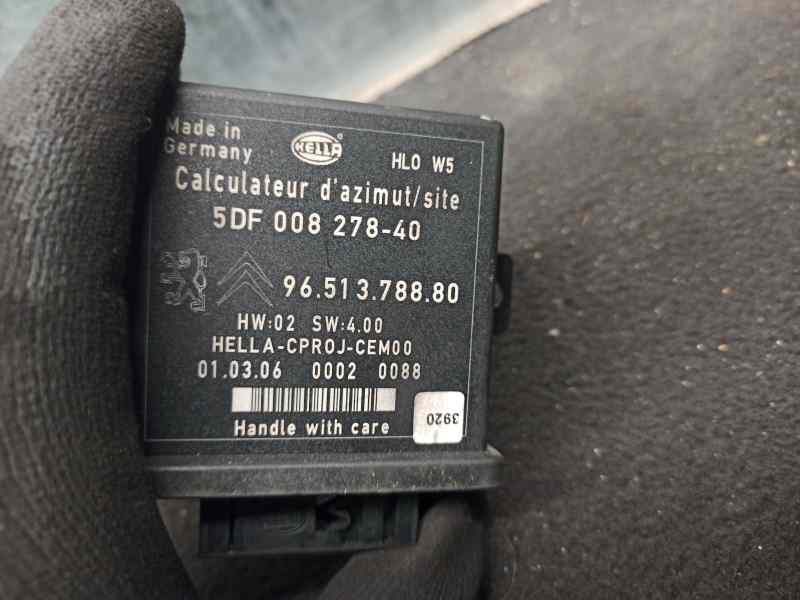 Made in
Germany
HELLA
®
HLO W5
Calculateur d'azimut/site
5DF 008 278-40
96.513.788.80
HW:02 SW:4.00
HELLA-CPROJ-CEM00
01.03.06 0002 0088
Handle with care
3920